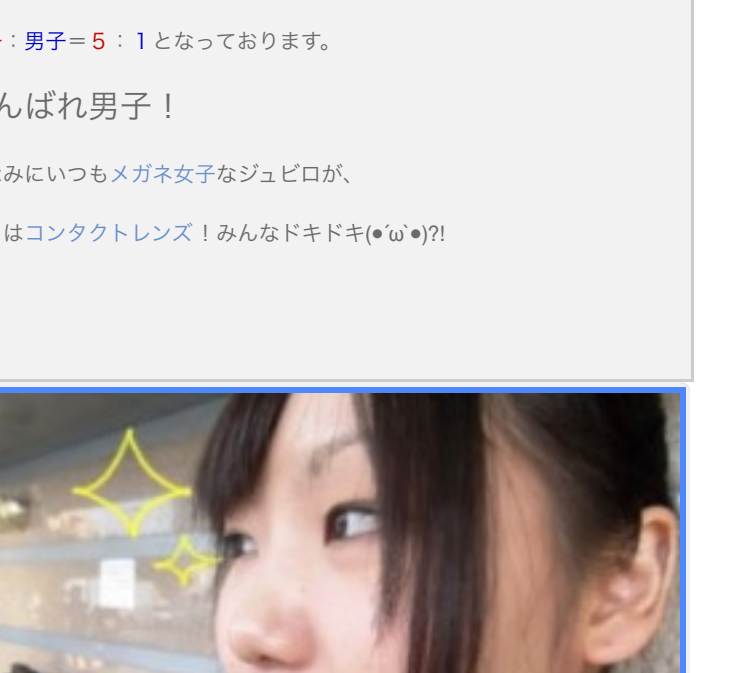 ：男子＝５：１となっております。
んばれ男子！
みにいつもメガネ女子なジュビロが、
はコンタクトレンズ！みんなドキドキ(●´ω`●)?!